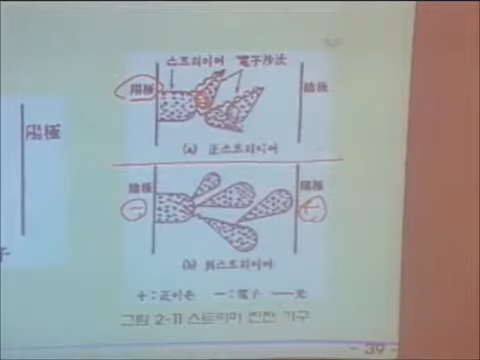 스트리이머 電子沙汰
陽極 陰極
陽極
(a) 正스트리이머
陰極 陽極
(b) 負스트리이머
+:正이온 −:電子 〰:光
그림 2-11 스트리머 진전 기구
- 39 -